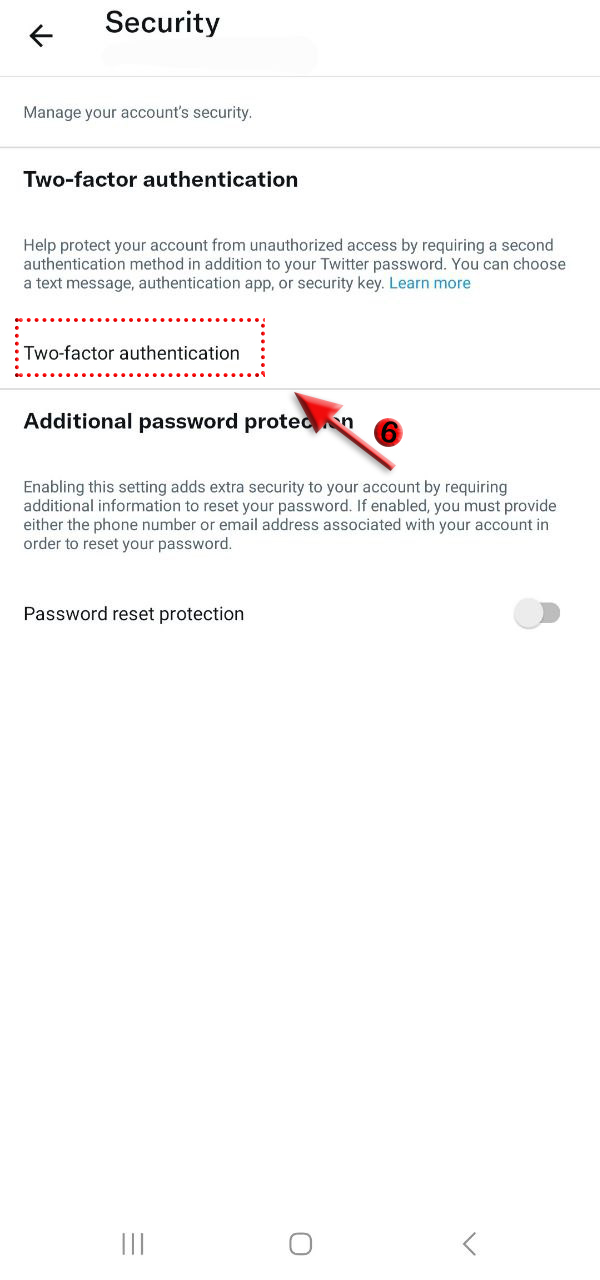 Security
Manage your account's security.
Two-factor authentication
Help protect your account from unauthorized access by requiring a second
authentication method in addition to your Twitter password. You can choose
a text message, authentication app, or security key. Learn more
Two-factor authentication
Additional password protection
6
Enabling this setting adds extra security to your account by requiring
additional information to reset your password. If enabled, you must provide
either the phone number or email address associated with your account in
order to reset your password.
Password reset protection